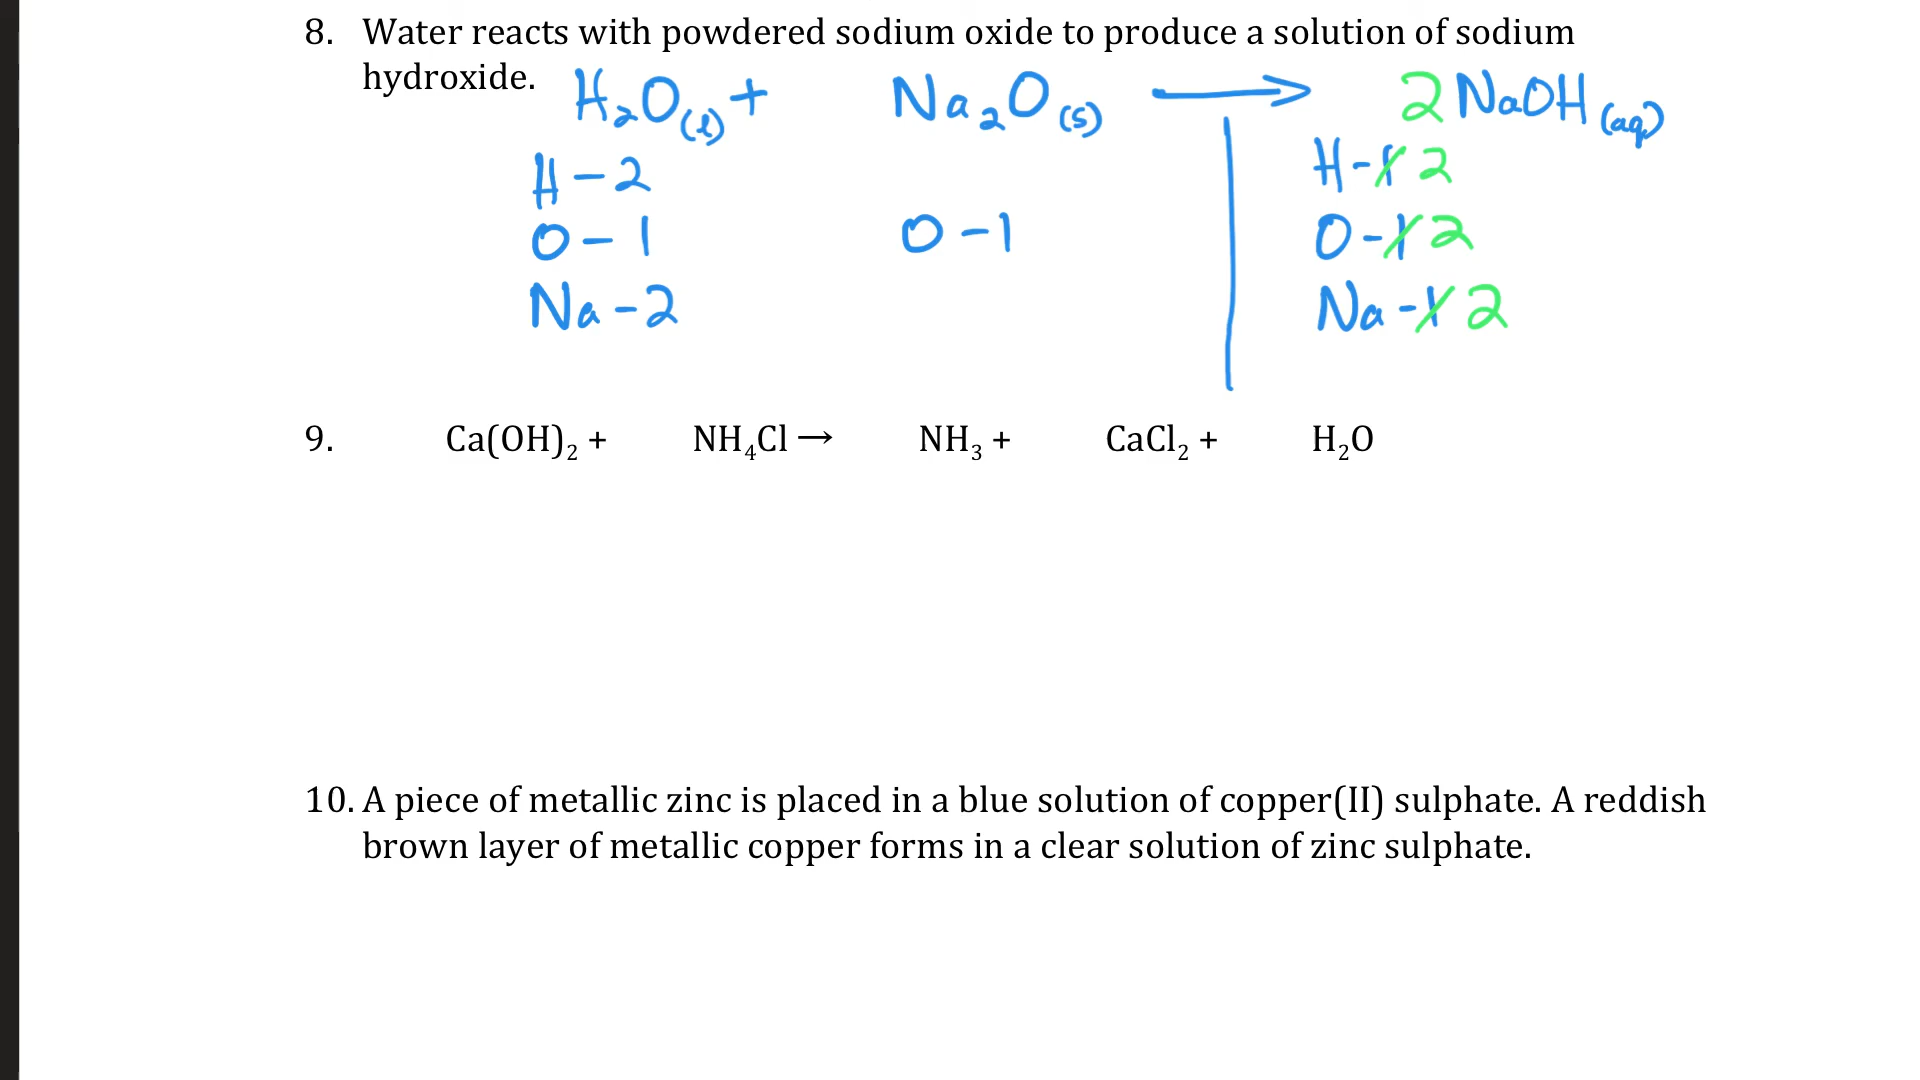 8. Water reacts with powdered sodium oxide to produce a solution of sodium
hydroxide.
H₂O(l) + Na₂O(s) → 2 NaOH(aq)
H - 2 H - 1 2
O - 1 O - 1 O - 1 2
Na - 2 Na - 1 2
9. Ca(OH)₂ + NH₄Cl → NH₃ + CaCl₂ + H₂O
10. A piece of metallic zinc is placed in a blue solution of copper(II) sulphate. A reddish
brown layer of metallic copper forms in a clear solution of zinc sulphate.